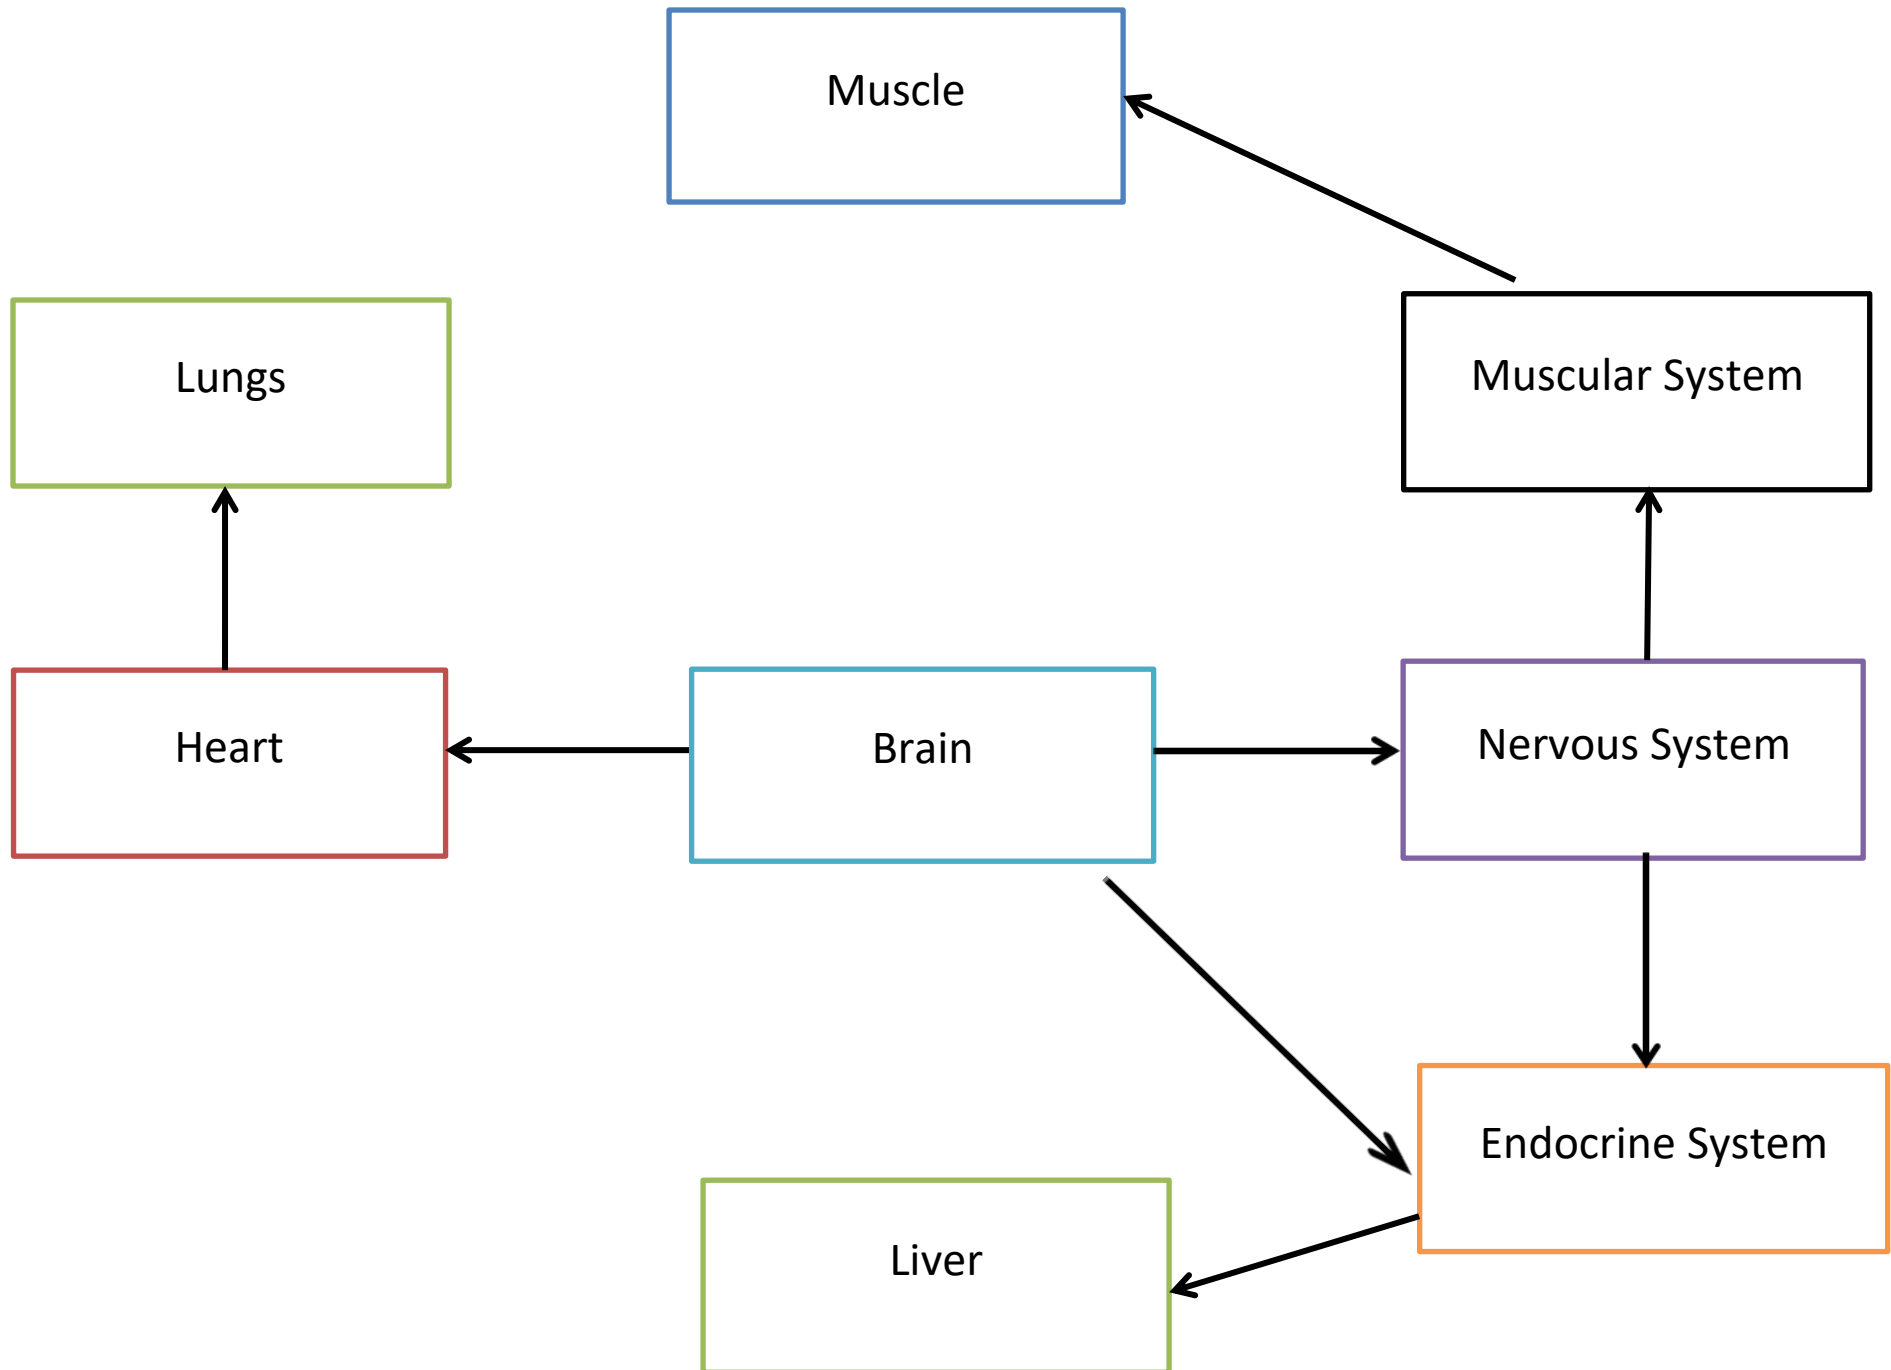 Muscle
Lungs
Muscular System
Heart
Brain
Nervous System
Endocrine System
Liver